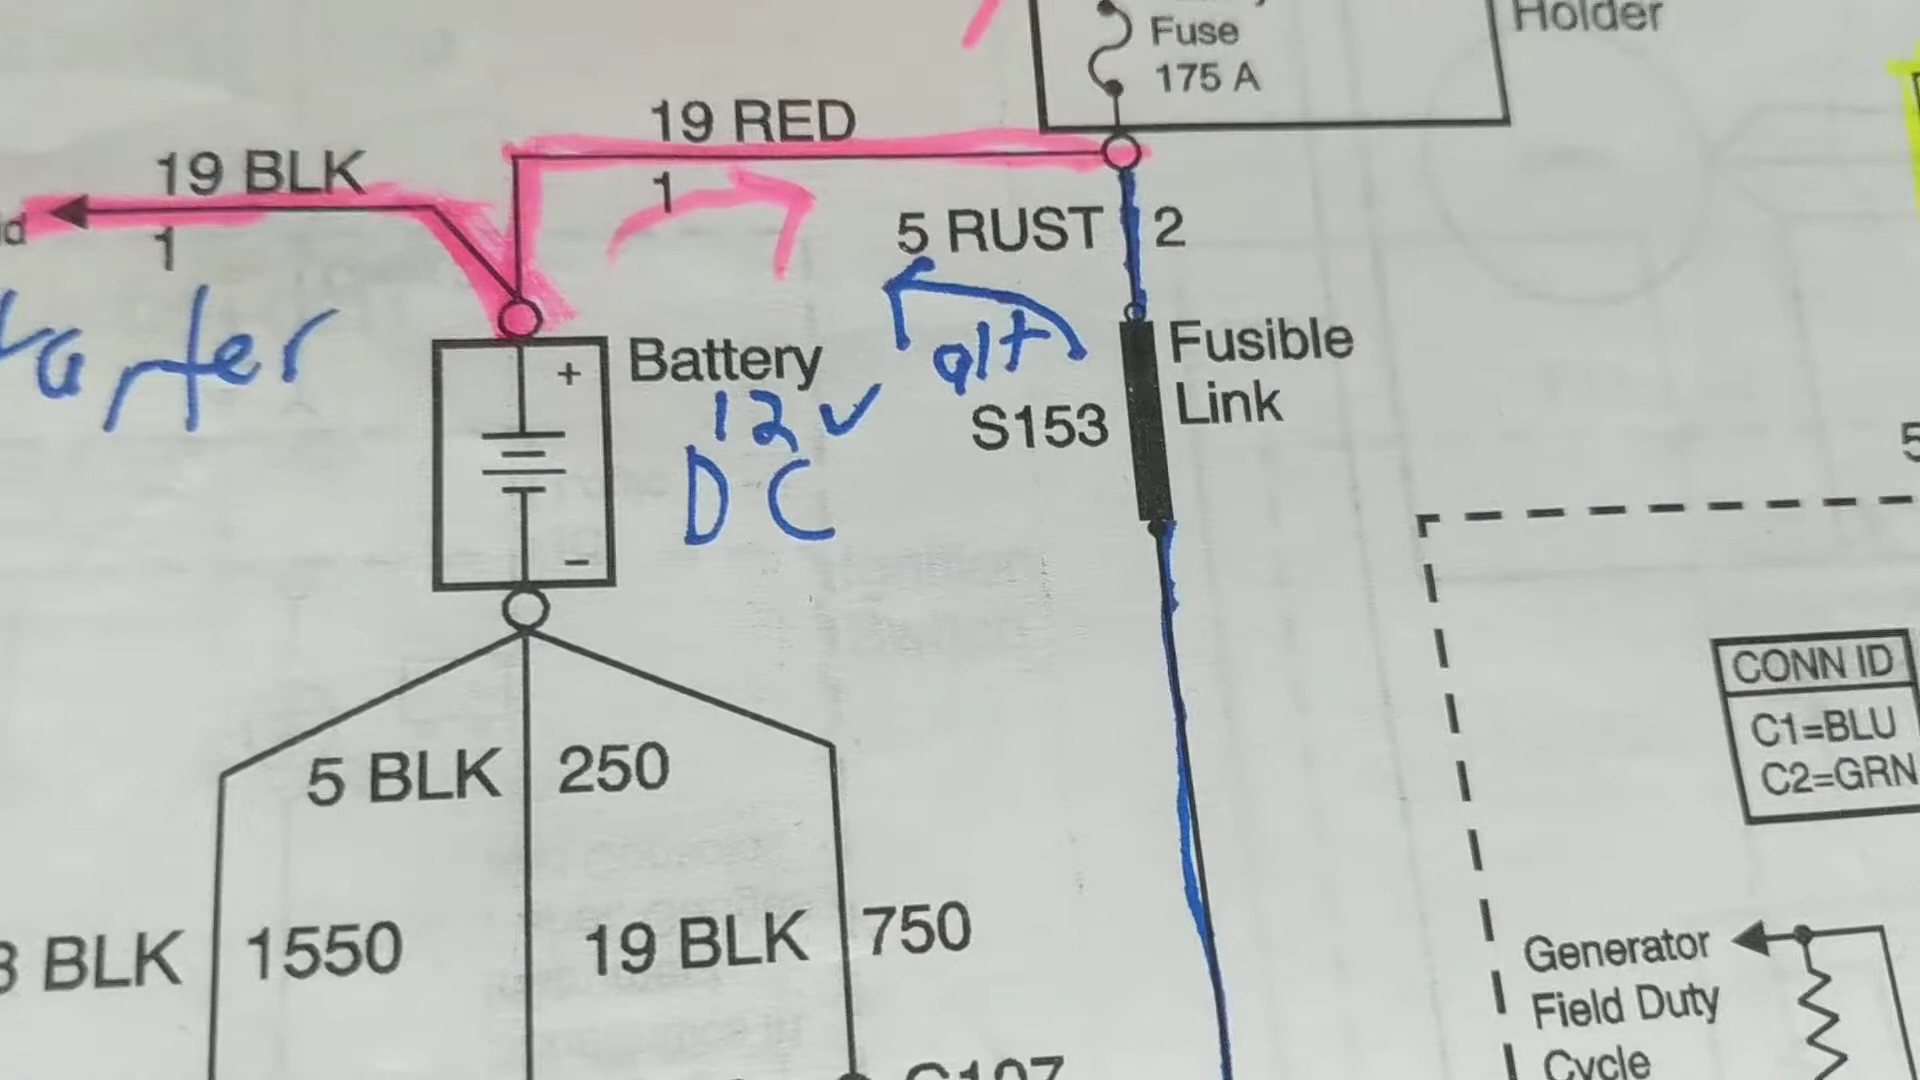 Holder
Fuse
175 A
19 RED
1
19 BLK
1
5 RUST 2
alt
Fusible
Link
S153
+
Battery
12v
DC
-
CONN ID
C1=BLU
C2=GRN
5 BLK 250
BLK 1550
19 BLK 750
Generator
Field Duty
Cycle